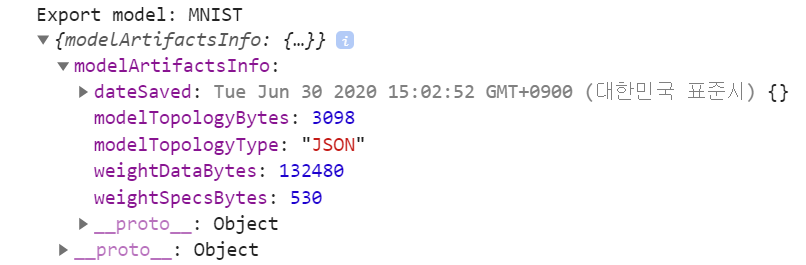 Export model: MNIST
▼{modelArtifactsInfo: {…}} i
▼modelArtifactsInfo:
▶dateSaved: Tue Jun 30 2020 15:02:52 GMT+0900 (대한민국 표준시) {}
modelTopologyBytes: 3098
modelTopologyType: "JSON"
weightDataBytes: 132480
weightSpecsBytes: 530
▶__proto__: Object
▶__proto__: Object